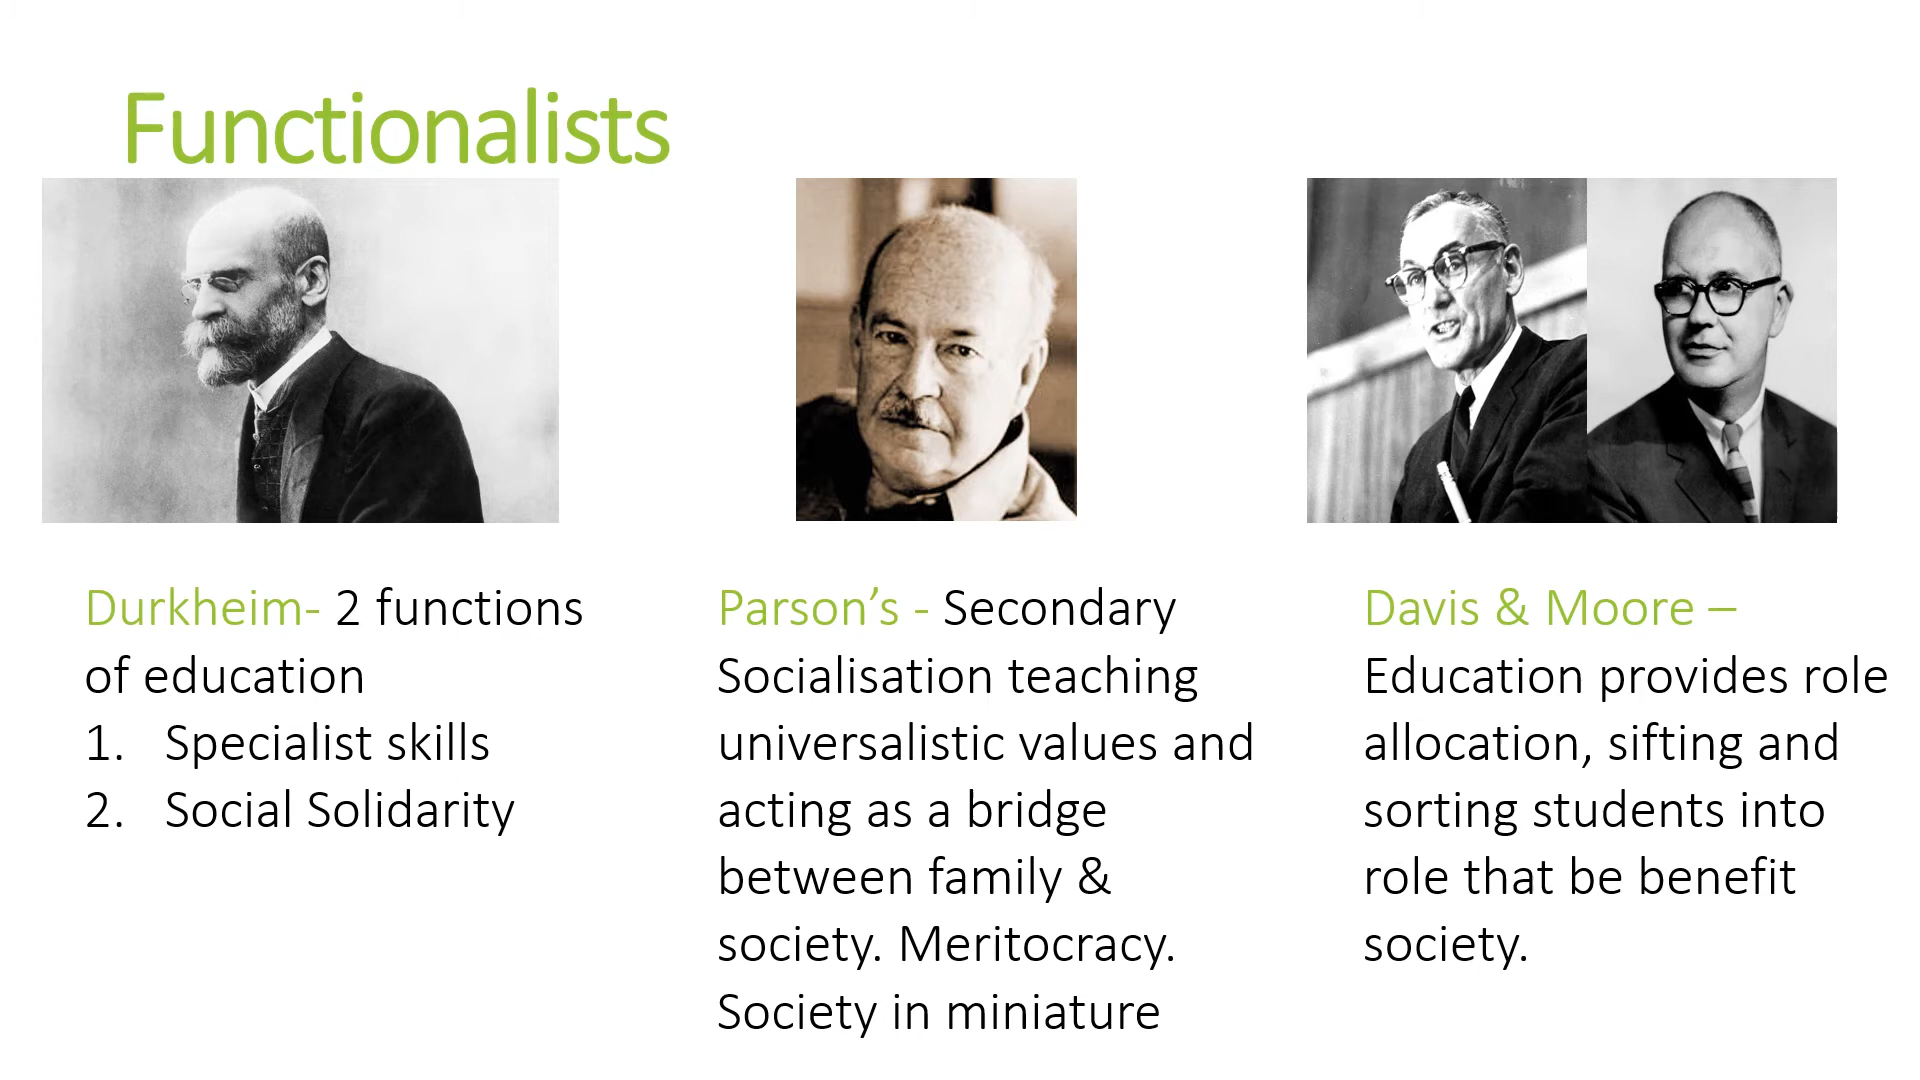 Functionalists
Durkheim- 2 functions
of education
1. Specialist skills
2. Social Solidarity
Parson’s - Secondary
Socialisation teaching
universalistic values and
acting as a bridge
between family &
society. Meritocracy.
Society in miniature
Davis & Moore –
Education provides role
allocation, sifting and
sorting students into
role that be benefit
society.